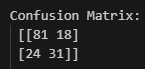 Confusion Matrix:
[[81 18]
[24 31]]